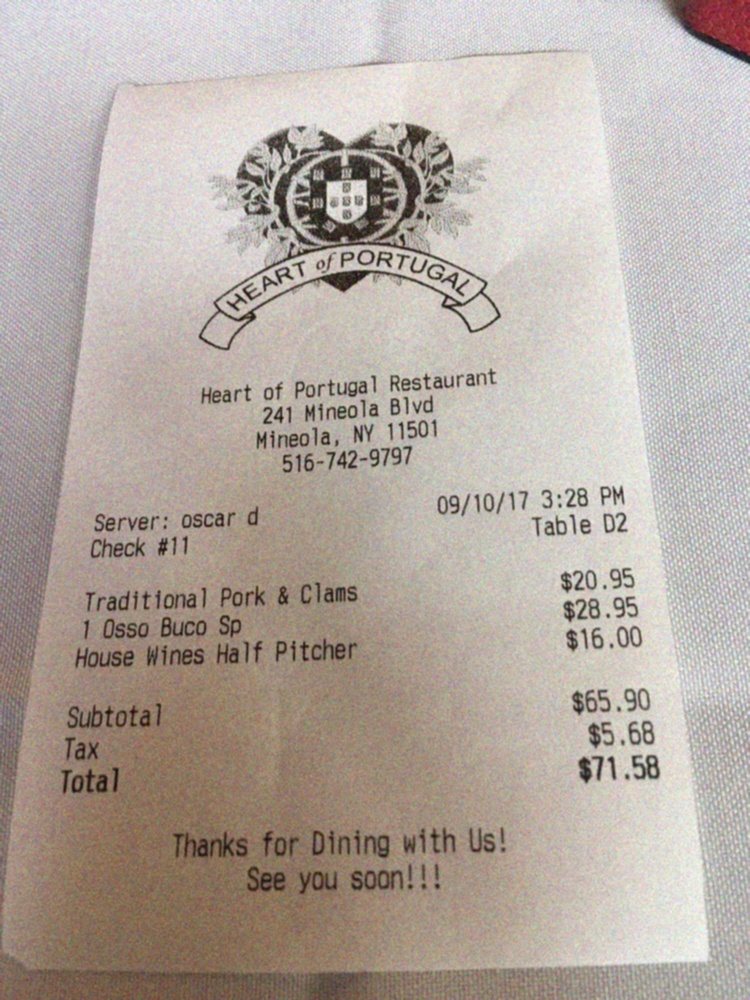 HEART of PORTUGAL
Heart of Portugal Restaurant
241 Mineola Blvd
Mineola, NY 11501
516-742-9797
Server: oscar d 09/10/17 3:28 PM
Check #11 Table D2
Traditional Pork & Clams $20.95
1 Osso Buco Sp $28.95
House Wines Half Pitcher $16.00
Subtotal $65.90
Tax $5.68
Total $71.58
Thanks for Dining with Us!
See you soon!!!